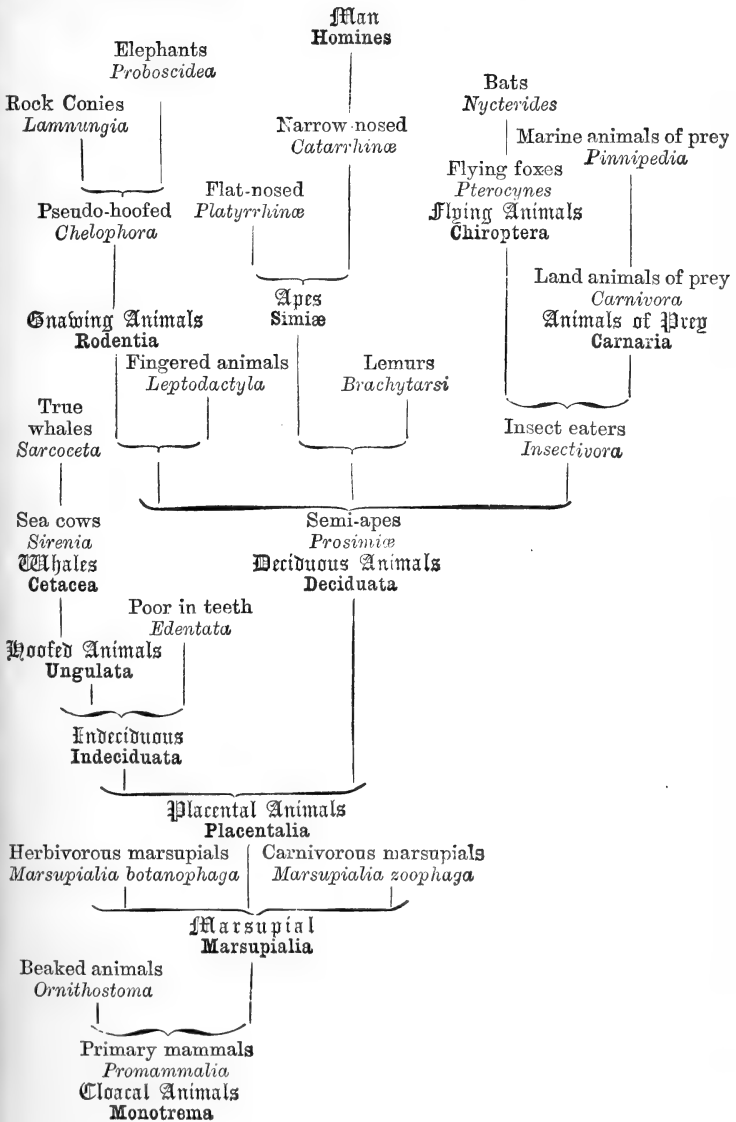 Man
Homines
Elephants
Proboscidea
Bats
Nycterides
Rock Conies
Lamnungia
Narrow-nosed
Catarrhinæ
Marine animals of prey
Pinnipedia
Flying foxes
Pterocynes
Flying Animals
Chiroptera
Flat-nosed
Platyrrhinæ
Pseudo-hoofed
Chelophora
Land animals of prey
Carnivora
Animals of Prey
Carnaria
Apes
Simiæ
Gnawing Animals
Rodentia
Fingered animals
Leptodactyla
Lemurs
Brachytarsi
True
whales
Sarcoceta
Insect eaters
Insectivora
Sea cows
Sirenia
Whales
Cetacea
Semi-apes
Prosimiæ
Deciduous Animals
Deciduata
Poor in teeth
Edentata
Hoofed Animals
Ungulata
Indeciduous
Indeciduata
Placental Animals
Placentalia
Herbivorous marsupials
Marsupialia botanophaga
Carnivorous marsupials
Marsupialia zoophaga
Marsupial
Marsupialia
Beaked animals
Ornithostoma
Primary mammals
Promammalia
Cloacal Animals
Monotrema